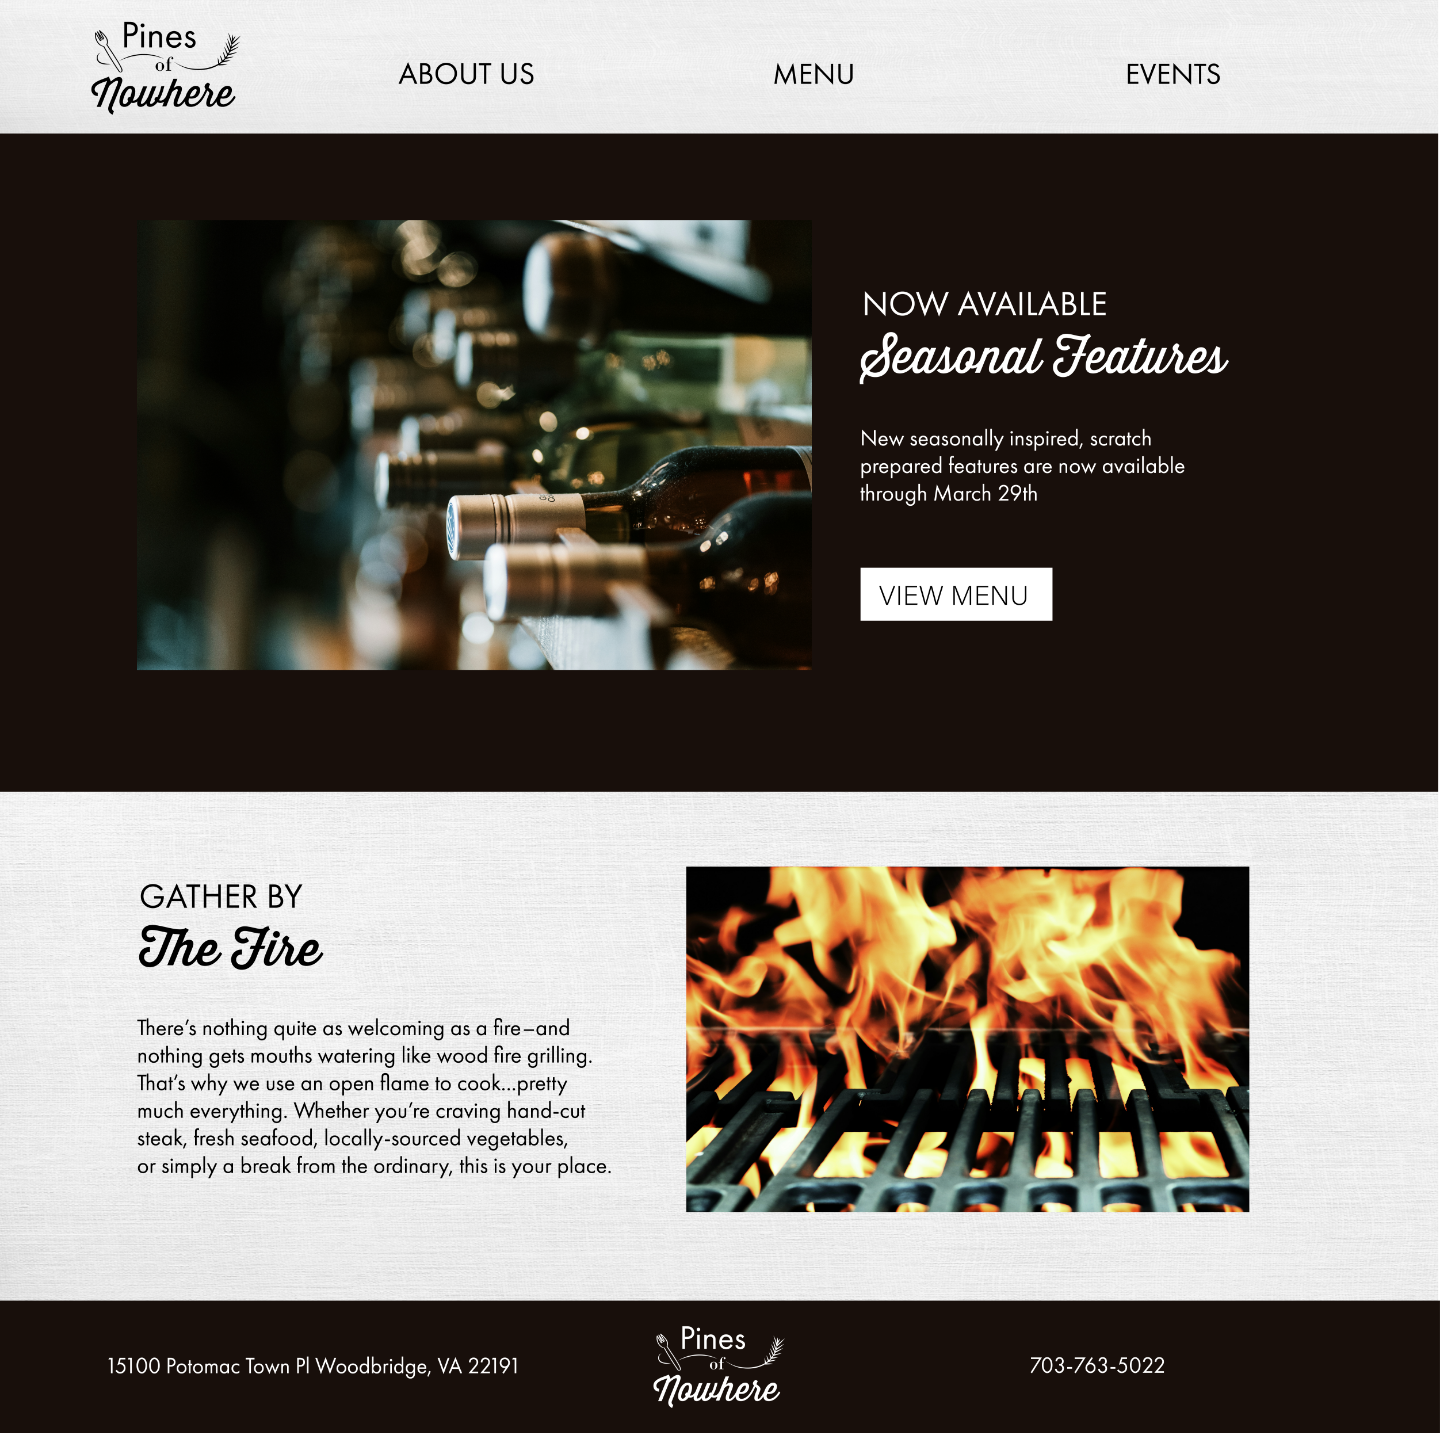 Pines
of
Nowhere
ABOUT US
MENU
EVENTS
NOW AVAILABLE
Seasonal Features
New seasonally inspired, scratch
prepared features are now available
through March 29th
VIEW MENU
GATHER BY
The Fire
There's nothing quite as welcoming as a fire–and
nothing gets mouths watering like wood fire grilling.
That's why we use an open flame to cook...pretty
much everything. Whether you're craving hand-cut
steak, fresh seafood, locally-sourced vegetables,
or simply a break from the ordinary, this is your place.
15100 Potomac Town Pl Woodbridge, VA 22191
Pines
of
Nowhere
703-763-5022